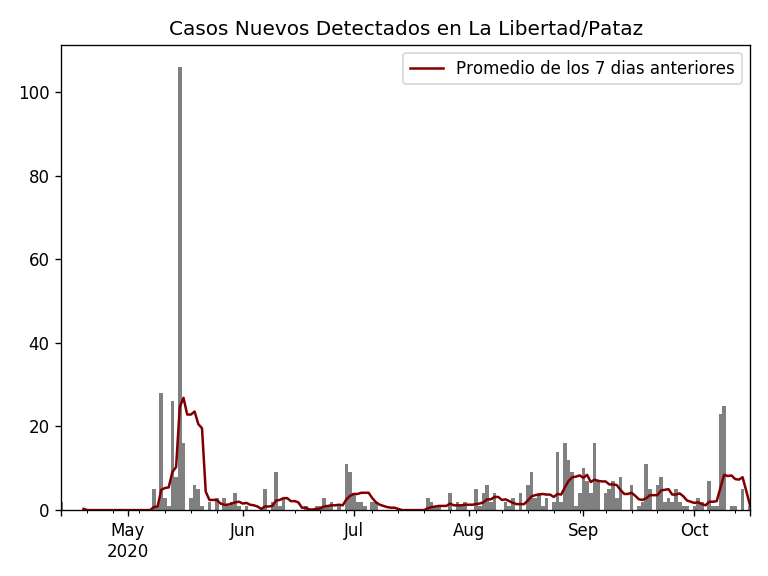 Casos Nuevos Detectados en La Libertad/Pataz
Promedio de los 7 dias anteriores
100
80
60
40
20
0
May Jun Jul Aug Sep Oct
2020